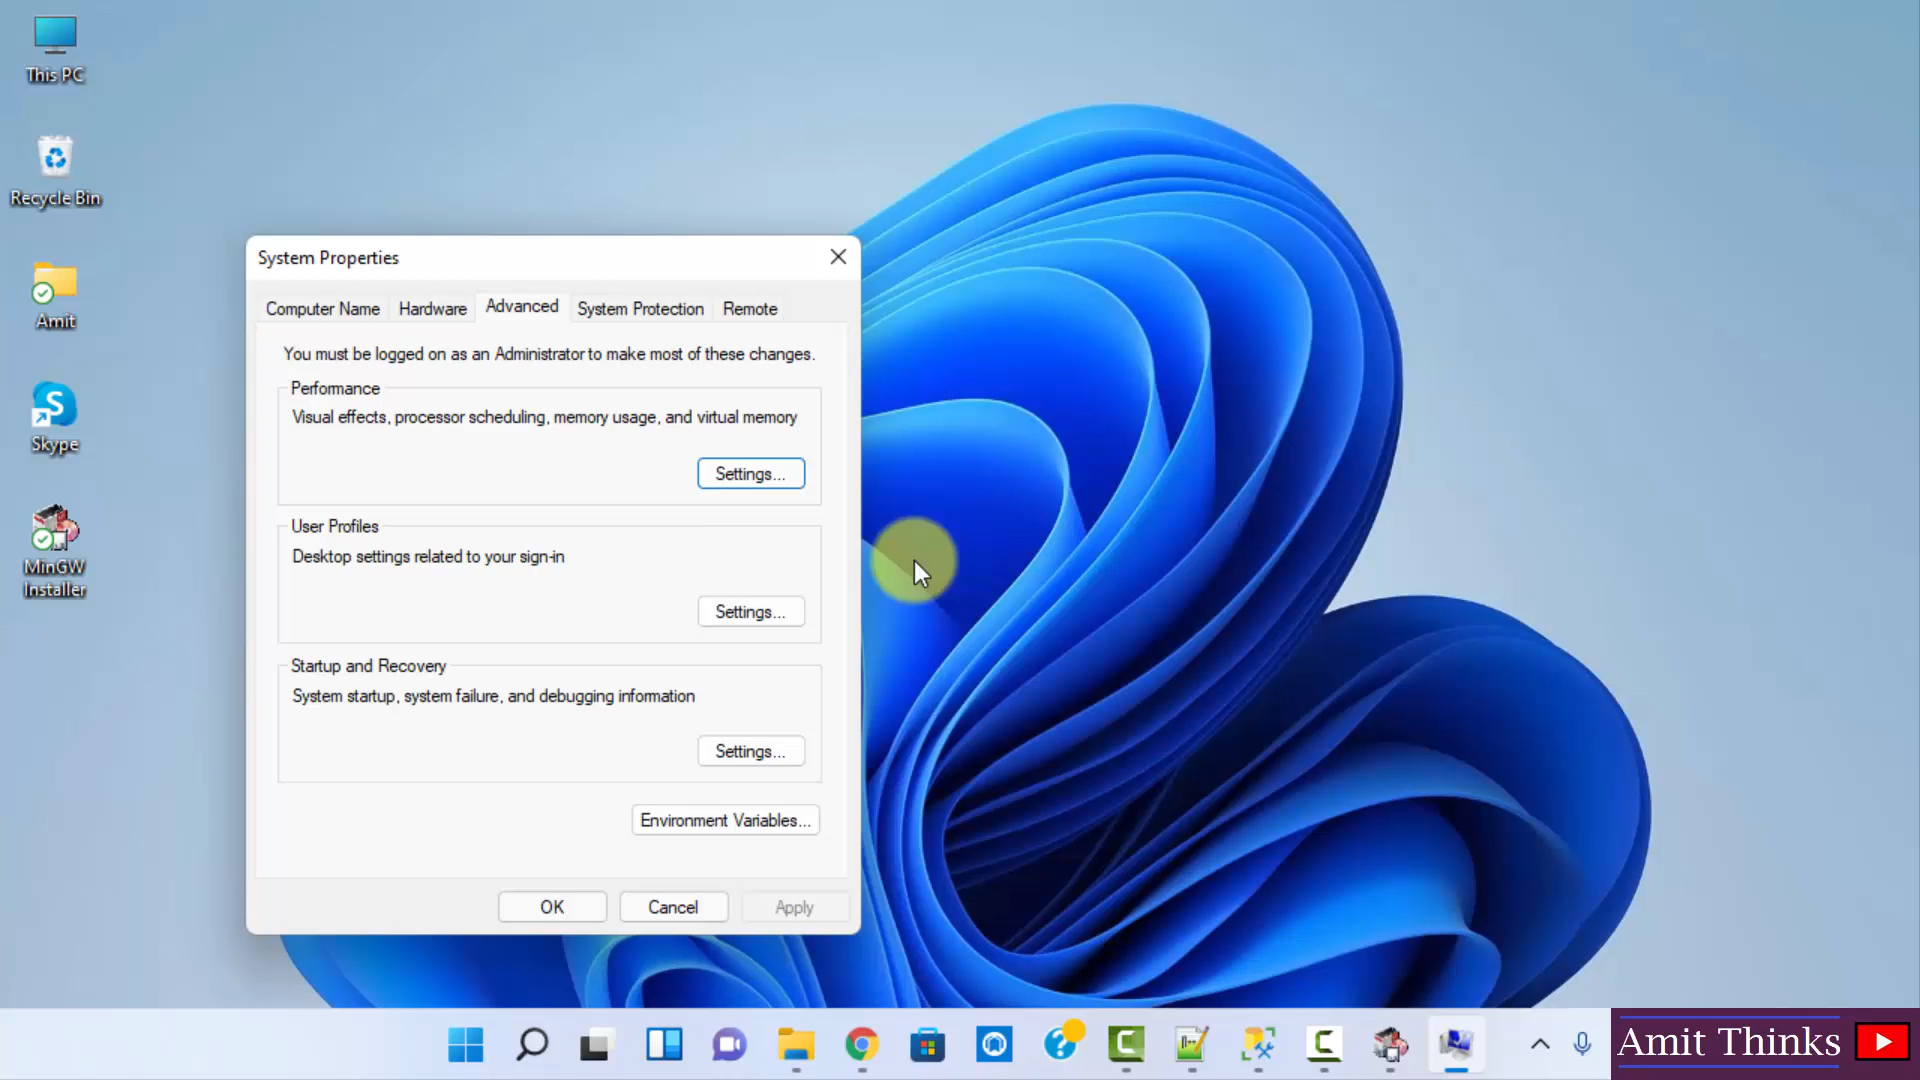 This PC
Recycle Bin
Amit
Skype
MinGW
Installer
System Properties
Computer Name
Hardware
Advanced
System Protection
Remote
You must be logged on as an Administrator to make most of these changes.
Performance
Visual effects, processor scheduling, memory usage, and virtual memory
Settings...
User Profiles
Desktop settings related to your sign-in
Settings...
Startup and Recovery
System startup, system failure, and debugging information
Settings...
Environment Variables...
OK
Cancel
Apply
Amit Thinks